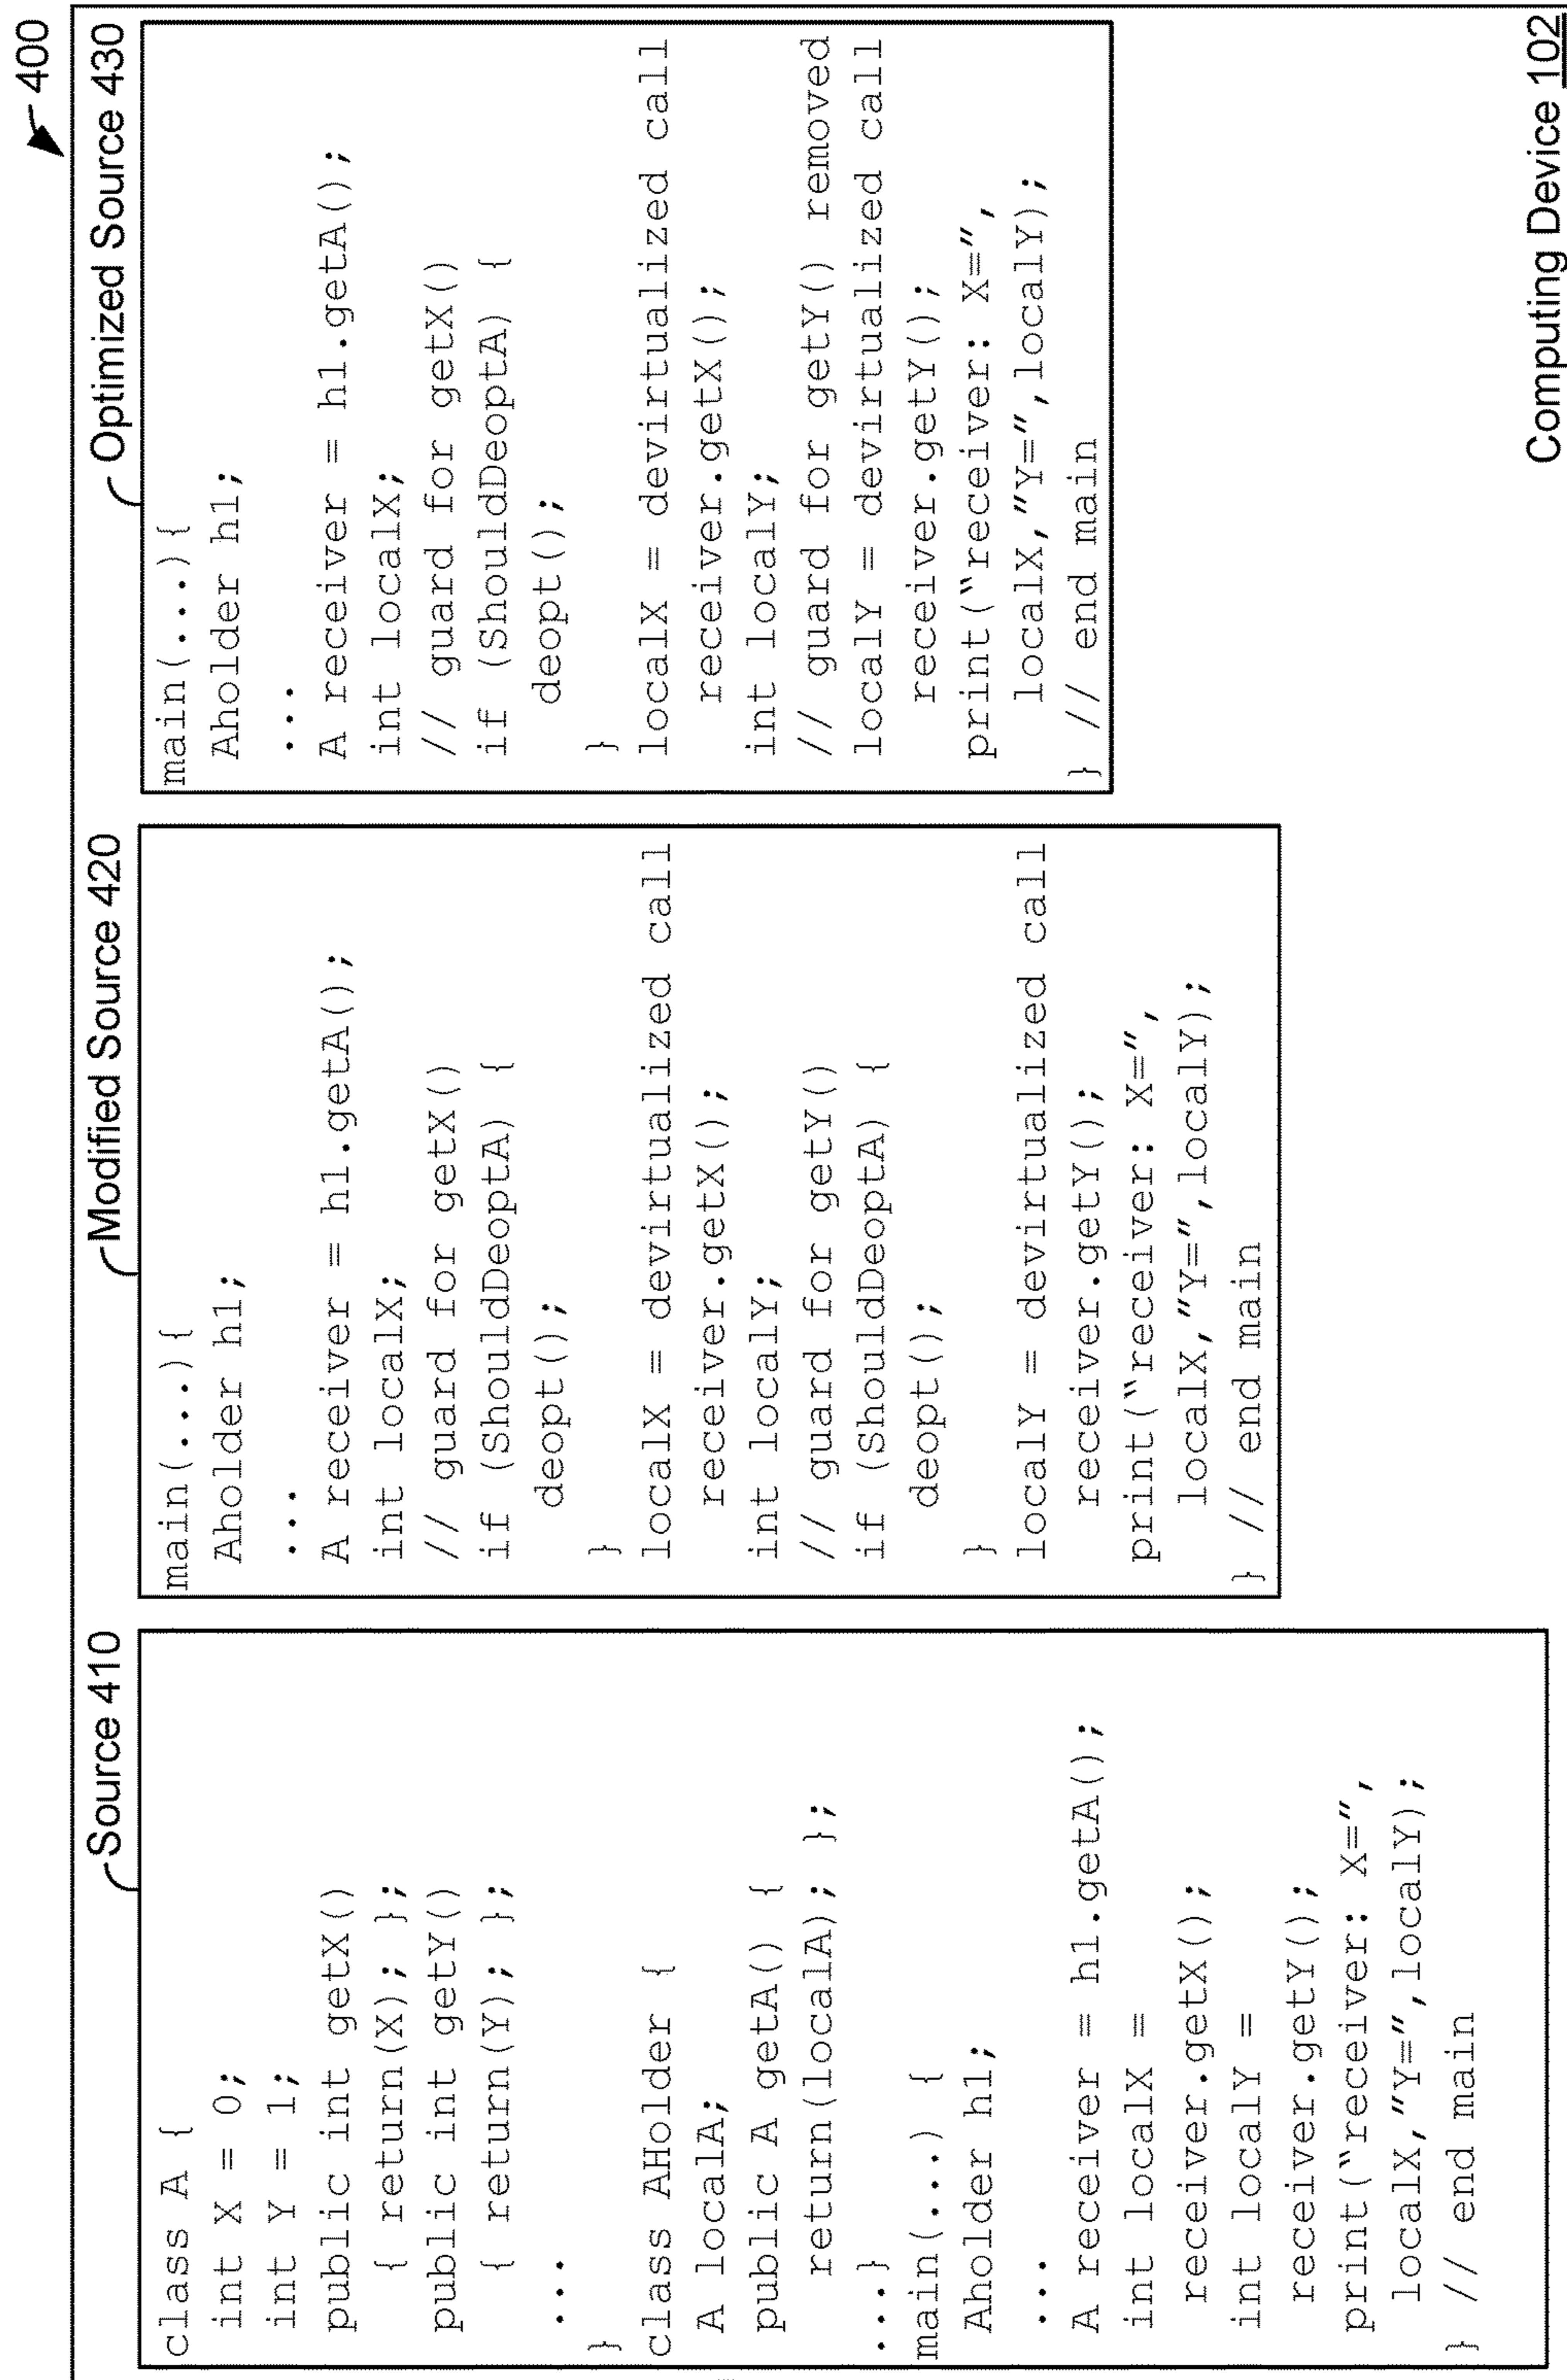 400
Source 410
class A {
int X = 0;
int Y = 1;
public int getX()
{ return(X); };
public int getY()
{ return(Y); };
...
}
class AHolder {
A localA;
public A getA() {
return(localA); };
...}
main(...) {
Aholder h1;
...
A receiver = h1.getA();
int localX =
receiver.getX();
int localY =
receiver.getY();
print("receiver: X=",
localX,"Y=",localY);
} // end main
Modified Source 420
main(...){
Aholder h1;
...
A receiver = h1.getA();
int localX;
// guard for getX()
if (ShouldDeoptA) {
deopt();
}
localX = devirtualized call
receiver.getX();
int localY;
// guard for getY()
if (ShouldDeoptA) {
deopt();
}
localY = devirtualized call
receiver.getY();
print("receiver: X=",
localX,"Y=",localY);
} // end main
Optimized Source 430
main(...){
Aholder h1;
...
A receiver = h1.getA();
int localX;
// guard for getX()
if (ShouldDeoptA) {
deopt();
}
localX = devirtualized call
receiver.getX();
int localY;
// guard for getY() removed
localY = devirtualized call
receiver.getY();
print("receiver: X=",
localX,"Y=",localY);
} // end main
Computing Device 102